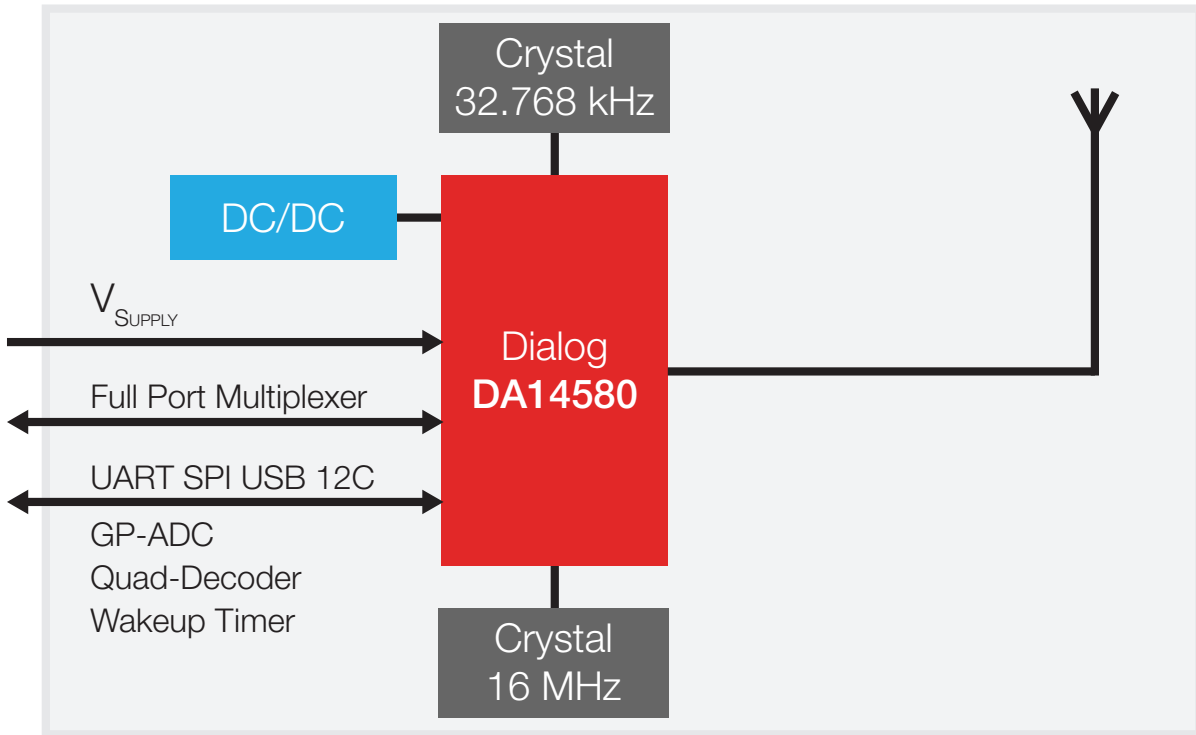 Crystal
32.768 kHz
DC/DC
VSUPPLY
Dialog
DA14580
Full Port Multiplexer
UART SPI USB 12C
GP-ADC
Quad-Decoder
Wakeup Timer
Crystal
16 MHz